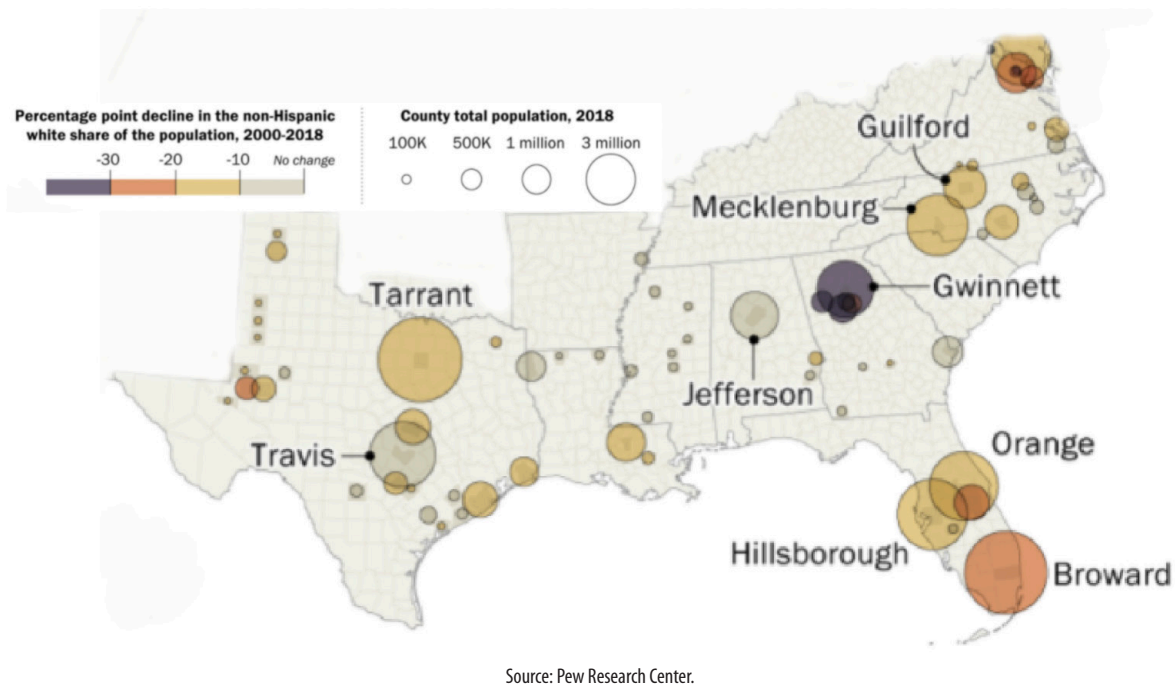 Percentage point decline in the non-Hispanic
white share of the population, 2000-2018
-30 -20 -10 No change
County total population, 2018
100K 500K 1 million 3 million
Guilford
Mecklenburg
Gwinnett
Tarrant
Jefferson
Travis
Orange
Hillsborough
Broward
Source: Pew Research Center.